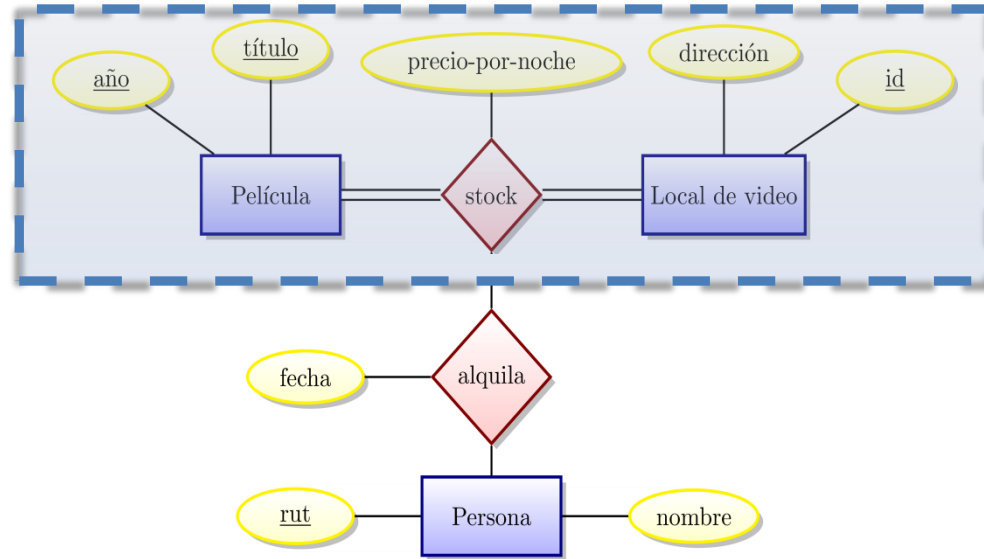 título
precio-por-noche
dirección
año
id
Película
stock
Local de video
fecha
alquila
rut
Persona
nombre